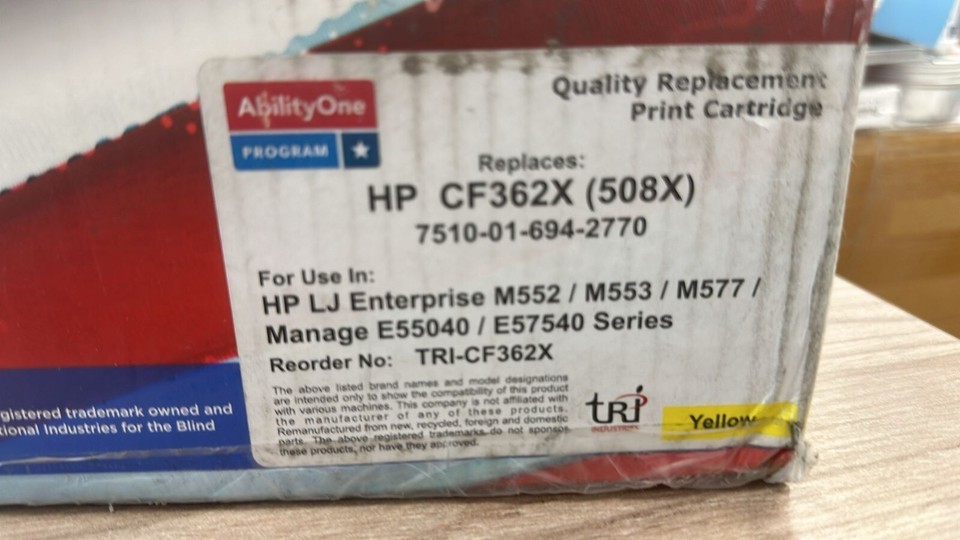 AbilityOne
PROGRAM
Quality Replacement
Print Cartridge
Replaces:
HP CF362X (508X)
7510-01-694-2770
For Use In:
HP LJ Enterprise M552 / M553 / M577 /
Manage E55040 / E57540 Series
Reorder No: TRI-CF362X
The above listed brand names and model designations
are intended only to show the compatibility of this product
with various machines. This company is not affiliated with
the manufacturer of any of these products.
Remanufactured from new, recycled, foreign and domestic
parts. The above registered trademarks do not sponsor
these products, nor have they approved.
tRi
INDUSTRIES
Yellow
gistered trademark owned and
tional Industries for the Blind